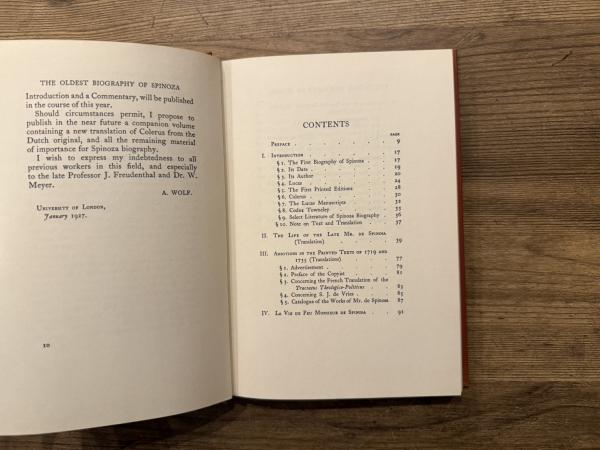 THE OLDEST BIOGRAPHY OF SPINOZA
Introduction and a Commentary, will be published
in the course of this year.
Should circumstances permit, I propose to
publish in the near future a companion volume
containing a new translation of Colerus from the
Dutch original, and all the remaining material
of importance for Spinoza biography.
I wish to express my indebtedness to all
previous workers in this field, and especially
to the late Professor J. Freudenthal and Dr. W.
Meyer.
A. WOLF.
UNIVERSITY OF LONDON,
January 1927.
10
CONTENTS
PAGE
PREFACE . . . . . . . 9
I. INTRODUCTION . . . . . . 17
§ 1. The First Biography of Spinoza . . 17
§ 2. Its Date . . . . . . 17
§ 3. Its Author . . . . . . 20
§ 4. Lucas . . . . . . 24
§ 5. The First Printed Editions . . . 28
§ 6. Colerus . . . . . . 30
§ 7. The Lucas Manuscripts . . . 32
§ 8. Codex Towneley . . . . . 33
§ 9. Select Literature of Spinoza Biography . 36
§ 10. Note on Text and Translation . . 37
II. THE LIFE OF THE LATE MR. DE SPINOZA
(Translation) . . . . . 39
III. ADDITIONS IN THE PRINTED TEXTS OF 1719 AND
1735 (Translations) . . . . 77
§ 1. Advertisement . . . . . 79
§ 2. Preface of the Copyist . . . 81
§ 3. Concerning the French Translation of the
Tractatus Theologico-Politicus . . 83
§ 4. Concerning S. J. de Vries . . . 85
§ 5. Catalogue of the Works of Mr. de Spinoza 87
IV. LA VIE DE FEU MONSIEUR DE SPINOZA . . 91